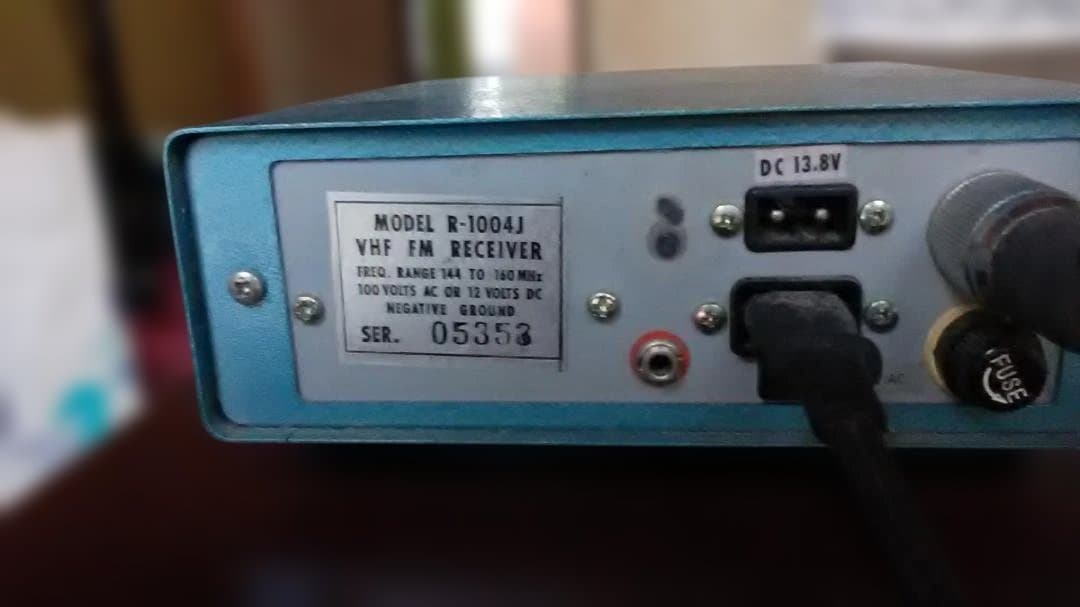 DC 13.8V
MODEL R-1004J
VHF FM RECEIVER
FREQ. RANGE 144 TO 160 MHz
100 VOLTS AC OR 12 VOLTS DC
NEGATIVE GROUND
SER. 05353
AC
FUSE